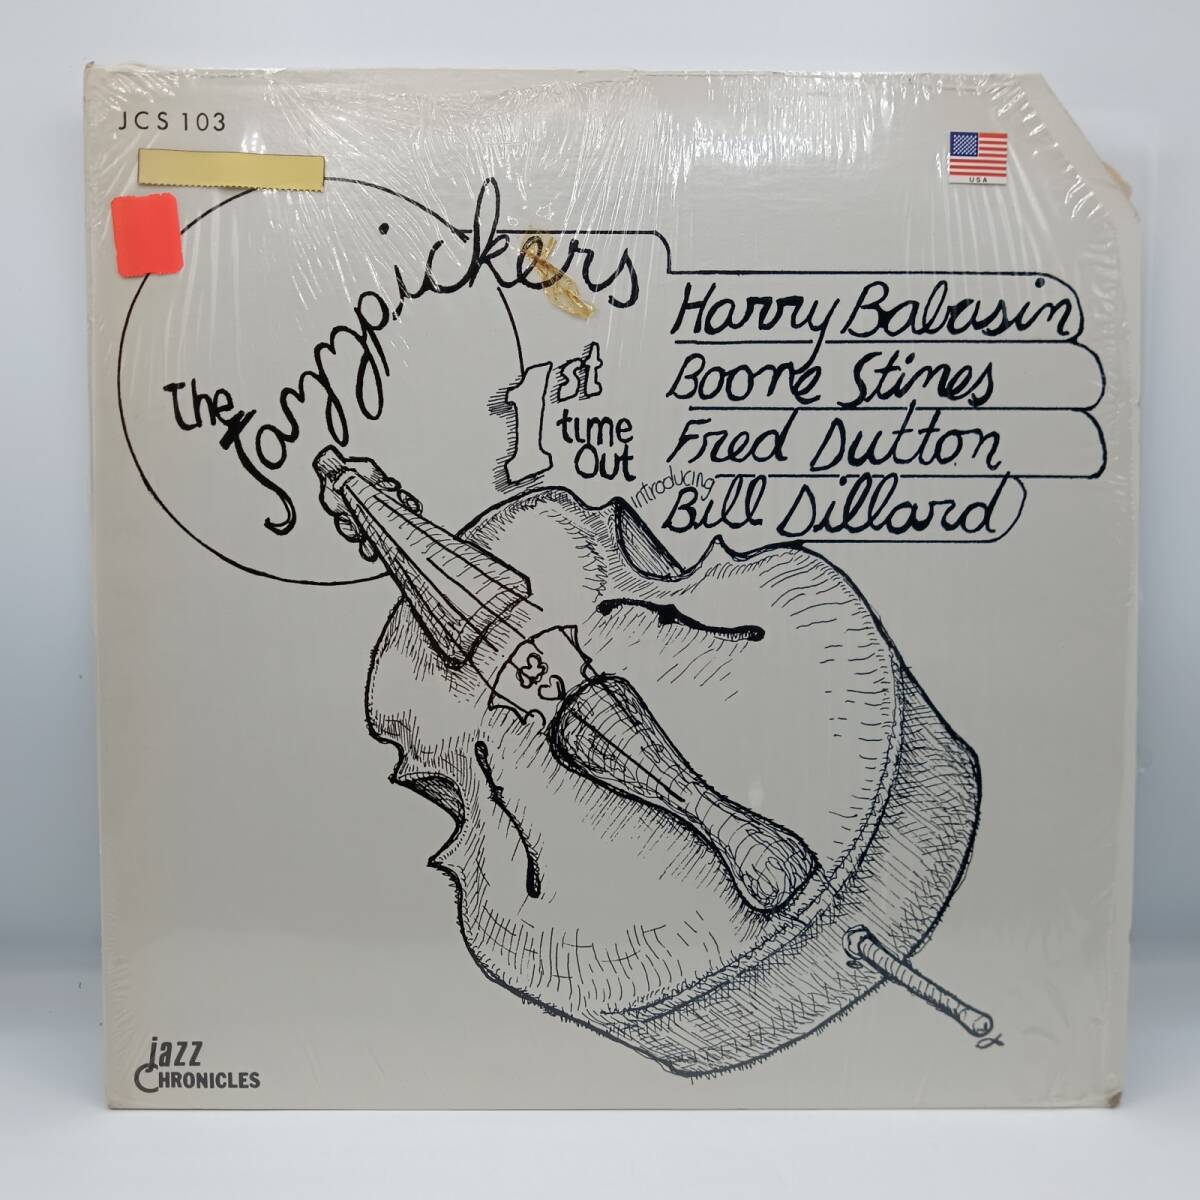 JCS 103
USA
The Jazzpickers
1st
time
Out
Harry Babasin
Boone Stines
Fred Dutton
introducing
Bill Dillard
jazz
CHRONICLES